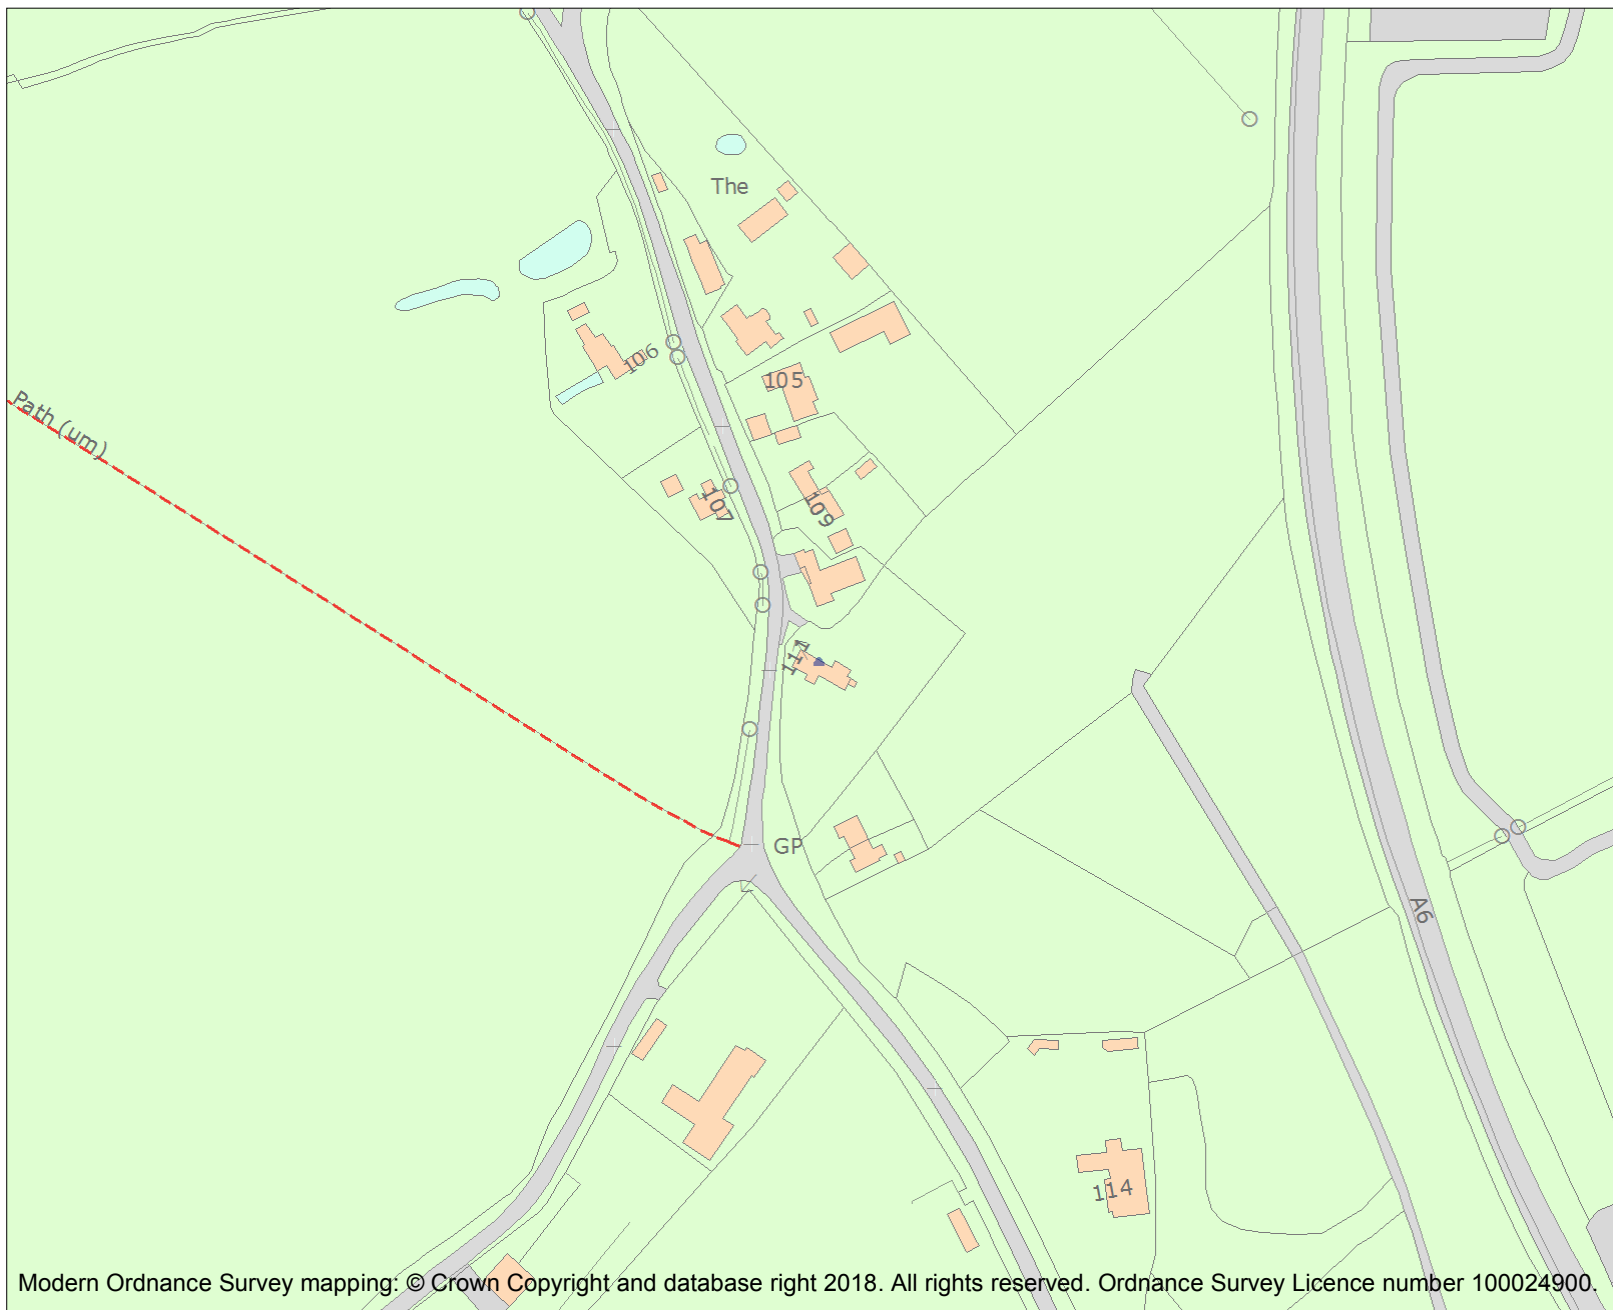 The
106
Path (um)
105
107
109
111
GP
A6
114
Modern Ordnance Survey mapping: © Crown Copyright and database right 2018. All rights reserved. Ordnance Survey Licence number 100024900.